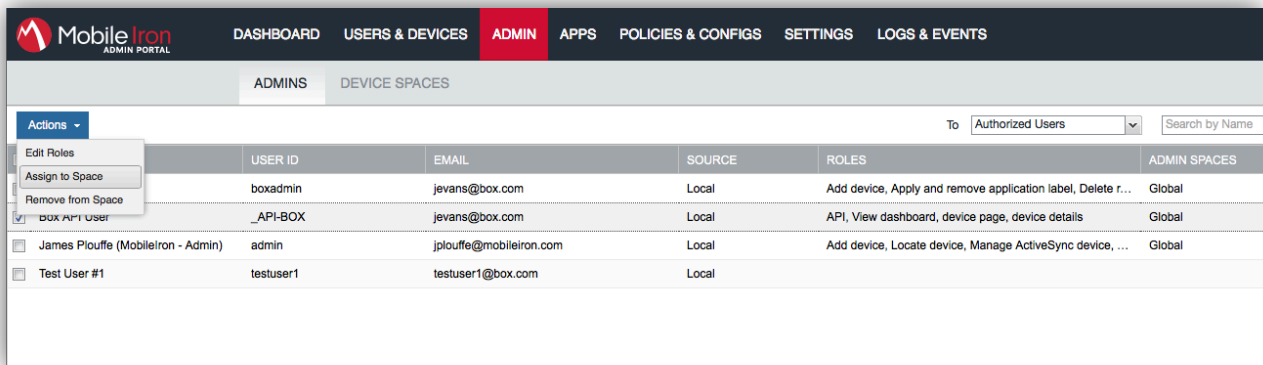 MobileIron DASHBOARD USERS & DEVICES ADMIN APPS POLICIES & CONFIGS SETTINGS LOGS & EVENTS
ADMIN PORTAL
ADMINS DEVICE SPACES
Actions To Authorized Users Search by Name
Edit Roles
Assign to Space
Remove from Space
USER ID EMAIL SOURCE ROLES ADMIN SPACES
boxadmin jevans@box.com Local Add device, Apply and remove application label, Delete r... Global
Box API User _API-BOX jevans@box.com Local API, View dashboard, device page, device details Global
James Plouffe (MobileIron - Admin) admin jplouffe@mobileiron.com Local Add device, Locate device, Manage ActiveSync device, ... Global
Test User #1 testuser1 testuser1@box.com Local